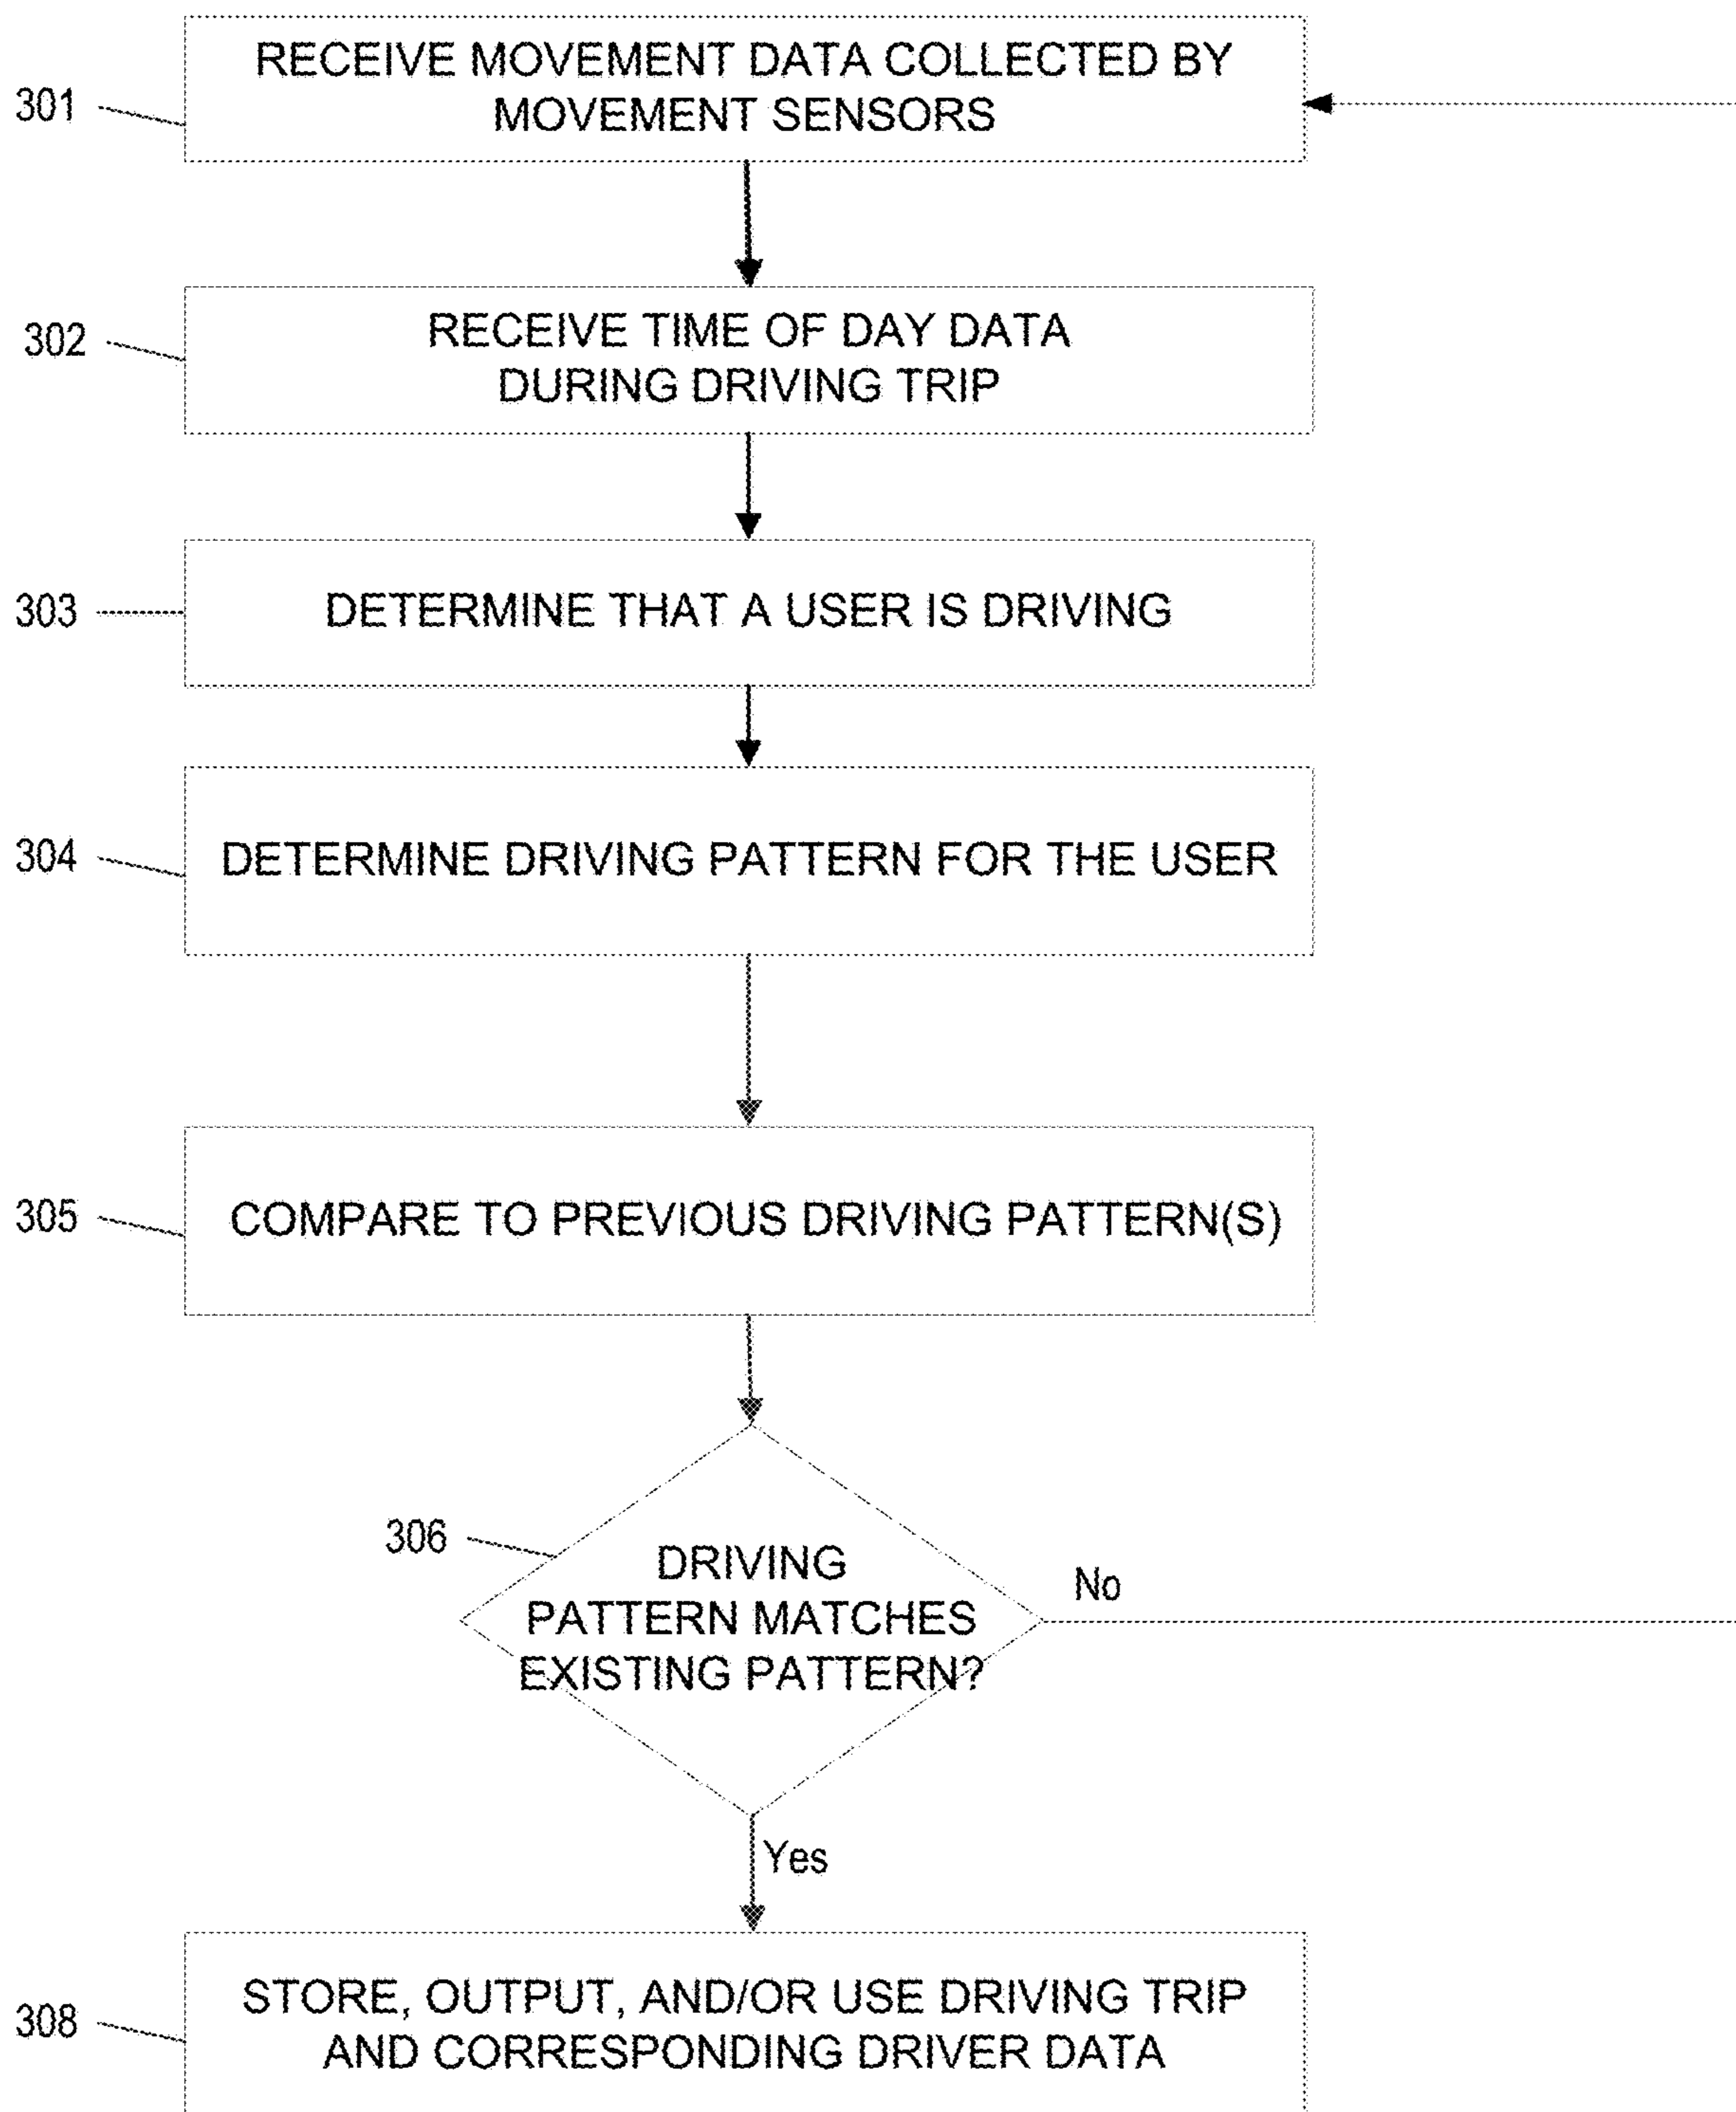 RECEIVE MOVEMENT DATA COLLECTED BY
MOVEMENT SENSORS
301
RECEIVE TIME OF DAY DATA
DURING DRIVING TRIP
302
303
DETERMINE THAT A USER IS DRIVING
304
DETERMINE DRIVING PATTERN FOR THE USER
305
COMPARE TO PREVIOUS DRIVING PATTERN(S)
306
DRIVING
PATTERN MATCHES
EXISTING PATTERN?
No
Yes
308
STORE, OUTPUT, AND/OR USE DRIVING TRIP
AND CORRESPONDING DRIVER DATA